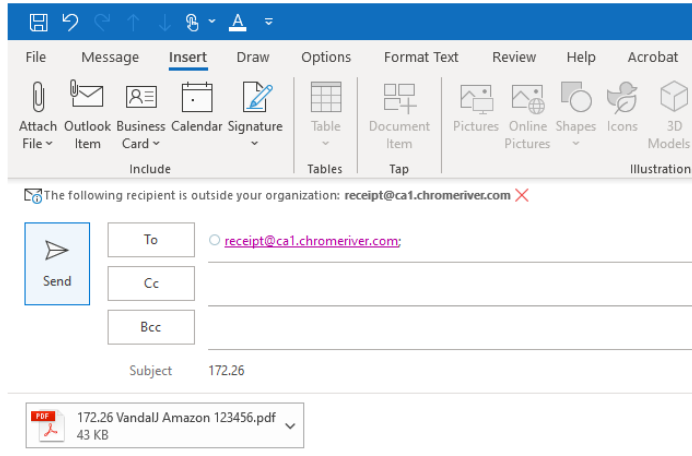 File Message Insert Draw Options Format Text Review Help Acrobat
Attach Outlook Business Calendar Signature Table Document Pictures Online Shapes Icons 3D
File Item Card Item Pictures Models
Include Tables Tap Illustration
The following recipient is outside your organization: receipt@ca1.chromeriver.com
To receipt@ca1.chromeriver.com;
Send Cc
Bcc
Subject 172.26
PDF 172.26 VandalJ Amazon 123456.pdf
43 KB